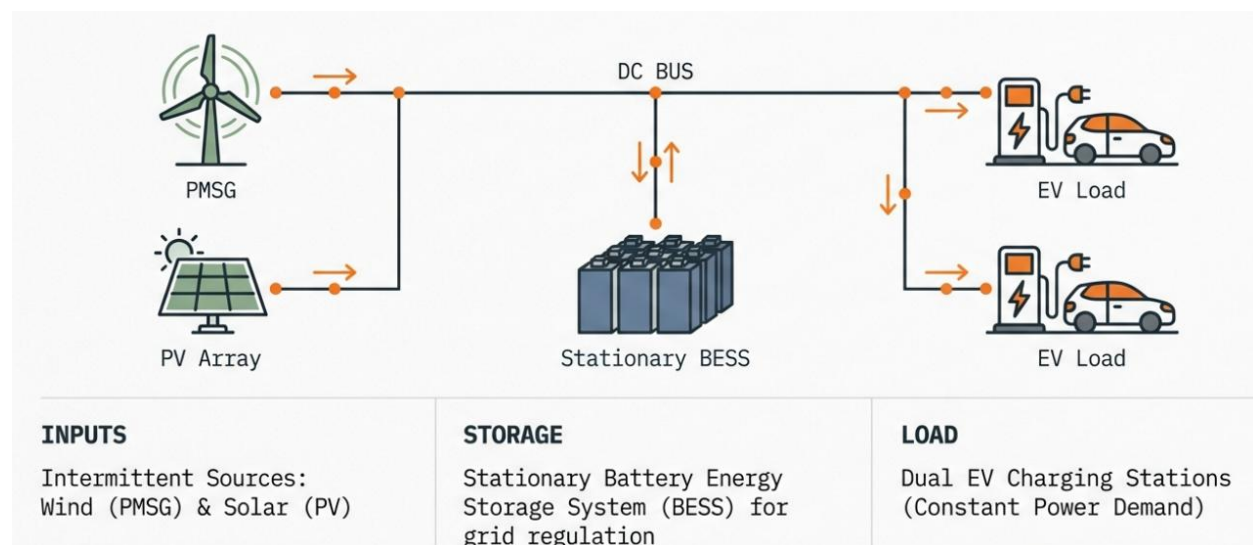 DC BUS
PMSG
EV Load
PV Array
Stationary BESS
EV Load
INPUTS
Intermittent Sources:
Wind (PMSG) & Solar (PV)
STORAGE
Stationary Battery Energy
Storage System (BESS) for
grid regulation
LOAD
Dual EV Charging Stations
(Constant Power Demand)